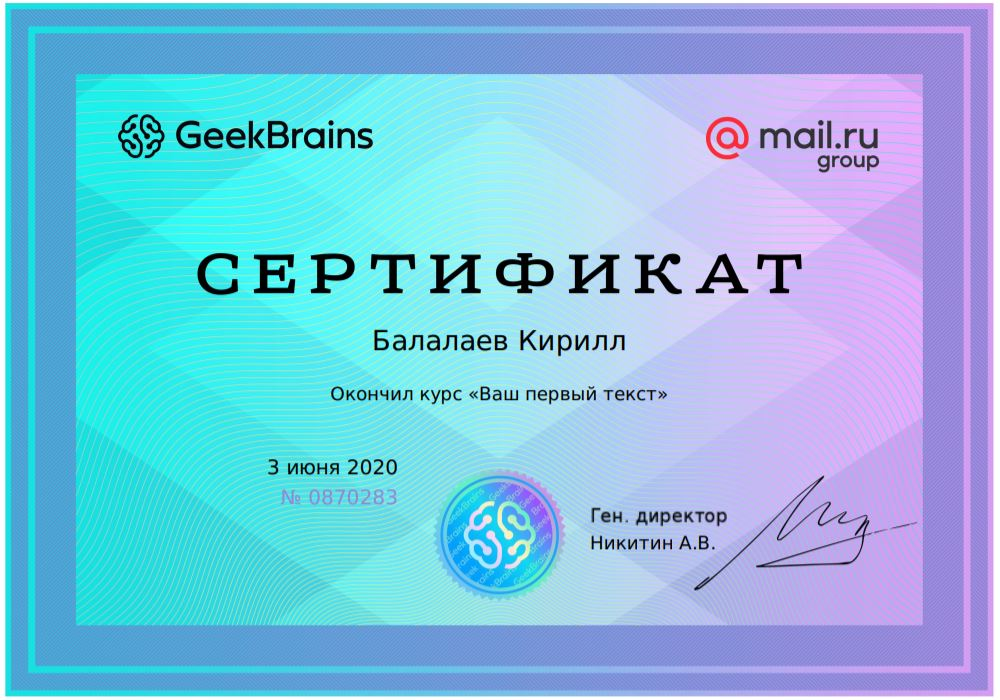 GeekBrains
@ mail.ru
group
СЕРТИФИКАТ
Балалаев Кирилл
Окончил курс «Ваш первый текст»
3 июня 2020
№ 0870283
Ген. директор
Никитин А.В.